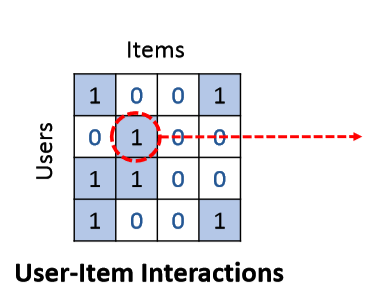 Items
Users
1 0 0 1
0 1 0 0
1 1 0 0
1 0 0 1
User-Item Interactions